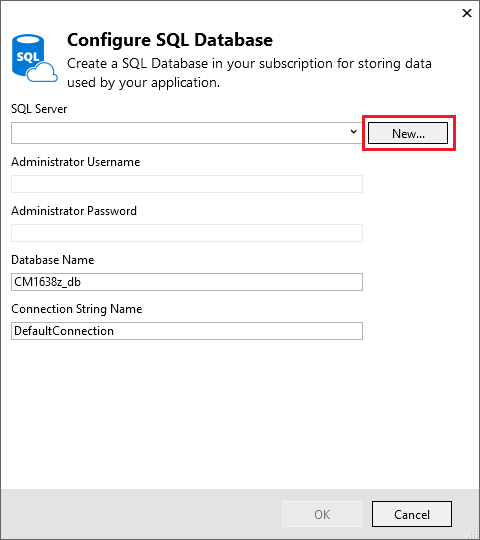 SQL
Configure SQL Database
Create a SQL Database in your subscription for storing data
used by your application.
SQL Server
New...
Administrator Username
Administrator Password
Database Name
CM1638z_db
Connection String Name
DefaultConnection
OK
Cancel